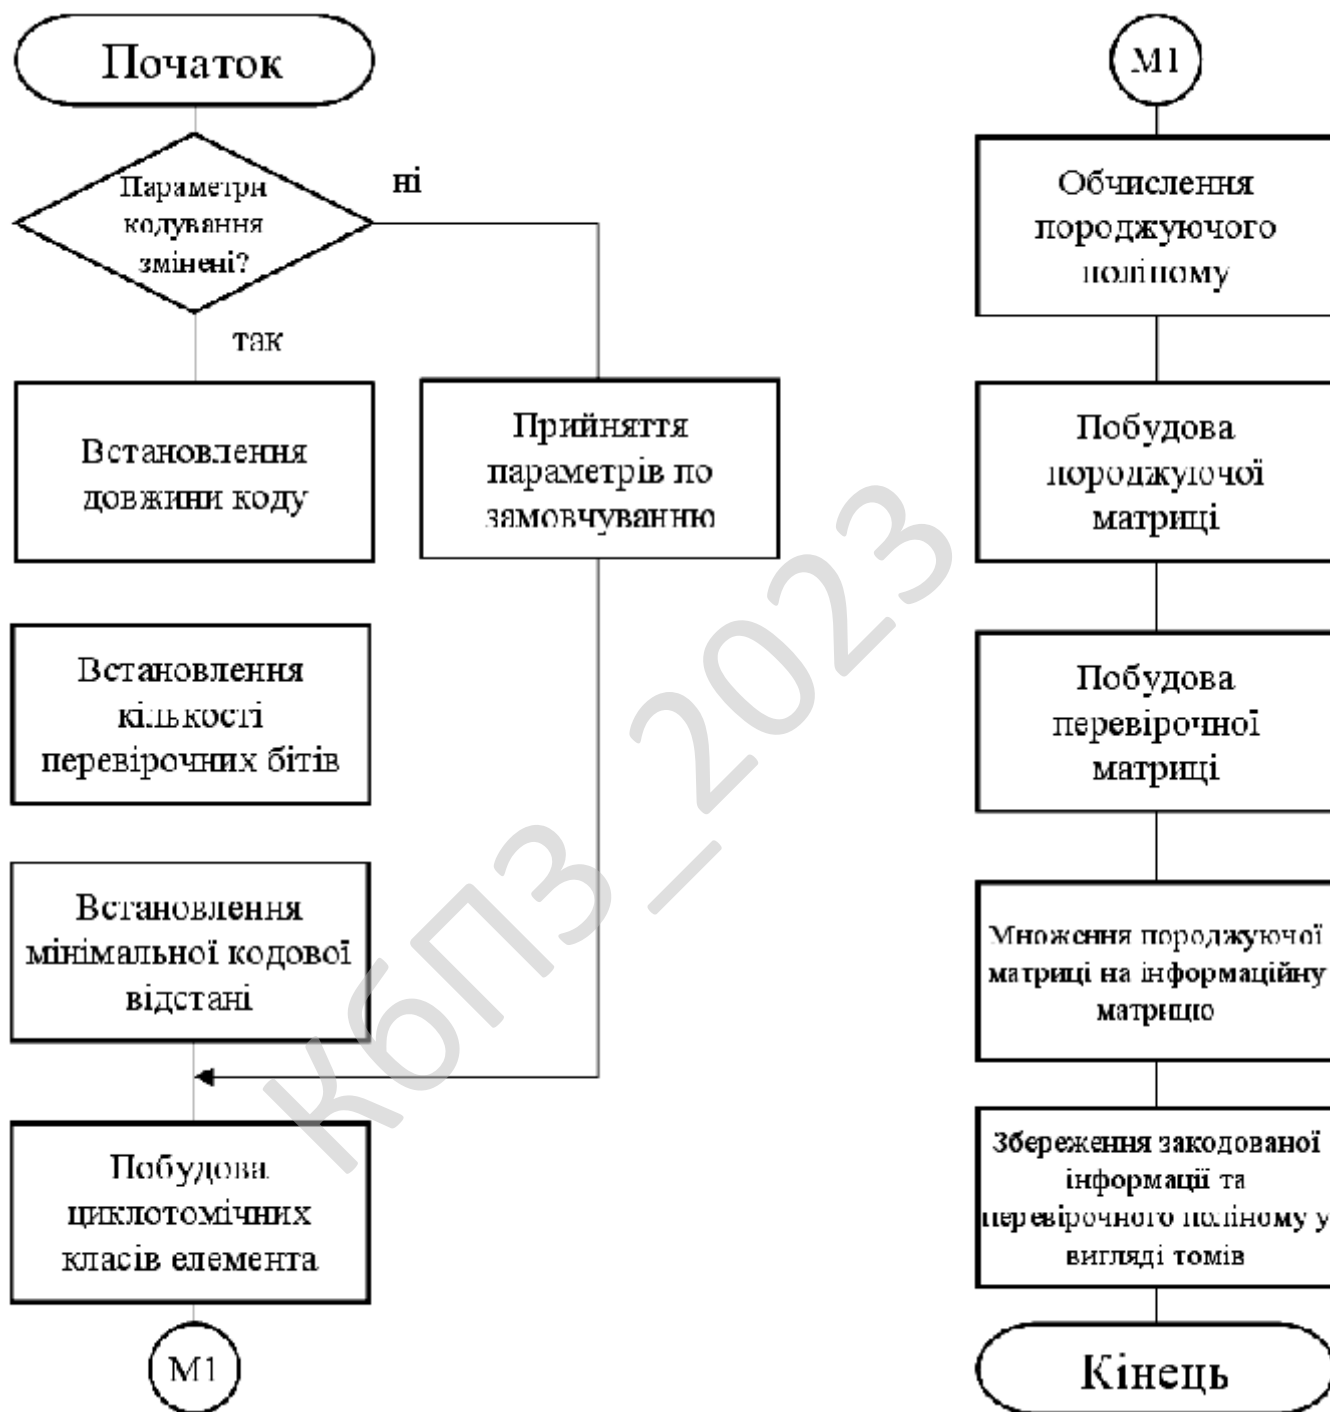 Початок
Параметри
кодування
змінені?
ні
так
Встановлення
довжини коду
Прийняття
параметрів по
замовчуванню
Встановлення
кількості
перевірочних бітів
Встановлення
мінімальної кодової
відстані
Побудова
циклотомічних
класів елемента
М1
М1
Обчислення
породжуючого
поліному
Побудова
породжуючої
матриці
Побудова
перевірочної
матриці
Множення породжуючої
матриці на інформаційну
матрицю
Збереження закодованої
інформації та
перевірочного поліному у
вигляді томів
Кінець
КбПЗ_2023